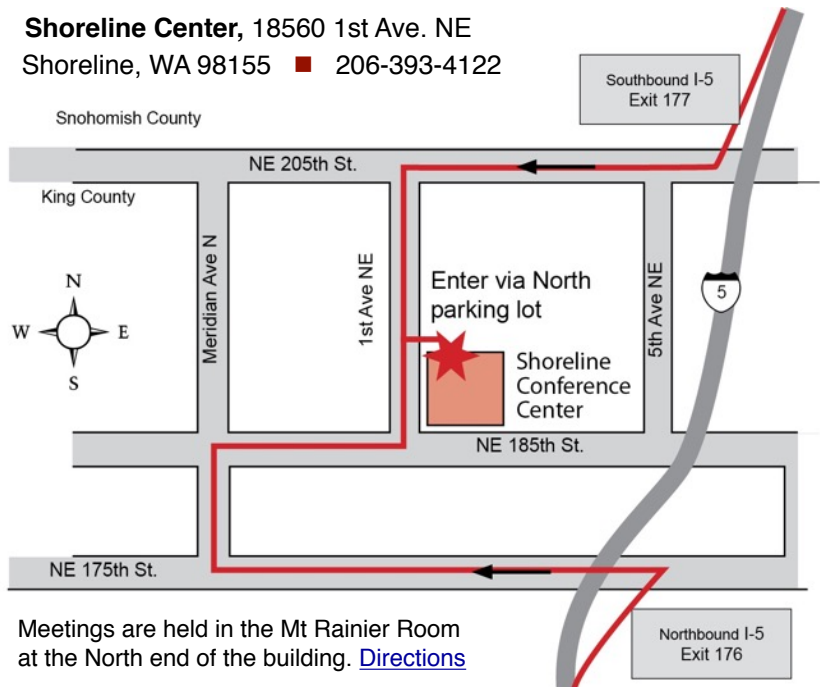 Shoreline Center, 18560 1st Ave. NE
Shoreline, WA 98155 ■ 206-393-4122
Southbound I-5
Exit 177
Snohomish County
NE 205th St.
King County
Meridian Ave N
1st Ave NE
5th Ave NE
5
N
W E
S
Enter via North
parking lot
Shoreline
Conference
Center
NE 185th St.
NE 175th St.
Meetings are held in the Mt Rainier Room
at the North end of the building. Directions
Northbound I-5
Exit 176